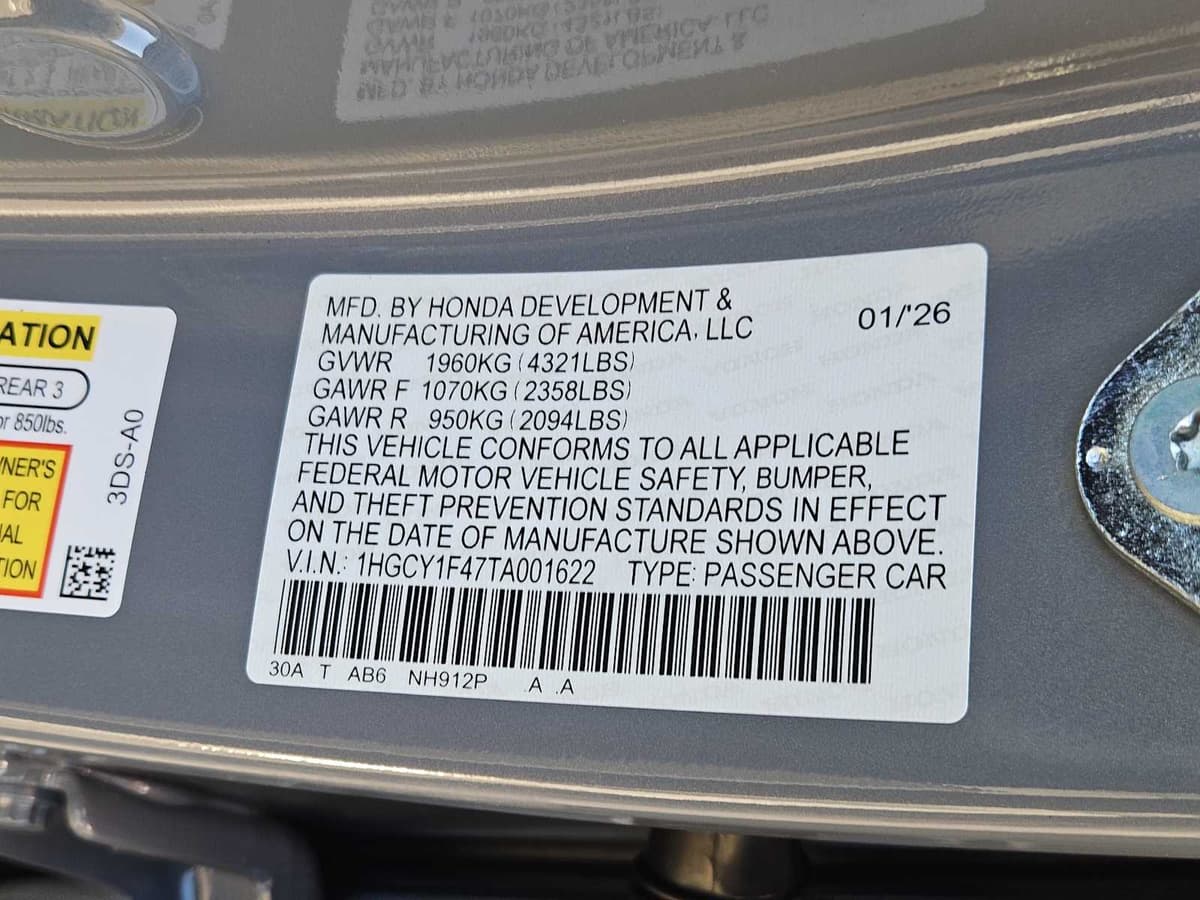 MFD. BY HONDA DEVELOPMENT &
MANUFACTURING OF AMERICA, LLC
01/'26
GVWR 1960KG (4321LBS)
GAWR F 1070KG (2358LBS)
GAWR R 950KG (2094LBS)
THIS VEHICLE CONFORMS TO ALL APPLICABLE
FEDERAL MOTOR VEHICLE SAFETY, BUMPER,
AND THEFT PREVENTION STANDARDS IN EFFECT
ON THE DATE OF MANUFACTURE SHOWN ABOVE.
V.I.N.: 1HGCY1F47TA001622 TYPE: PASSENGER CAR
30A T AB6 NH912P .A .A
ATION
REAR 3
or 850lbs.
NER'S
FOR
AL
TION
3DS-A0